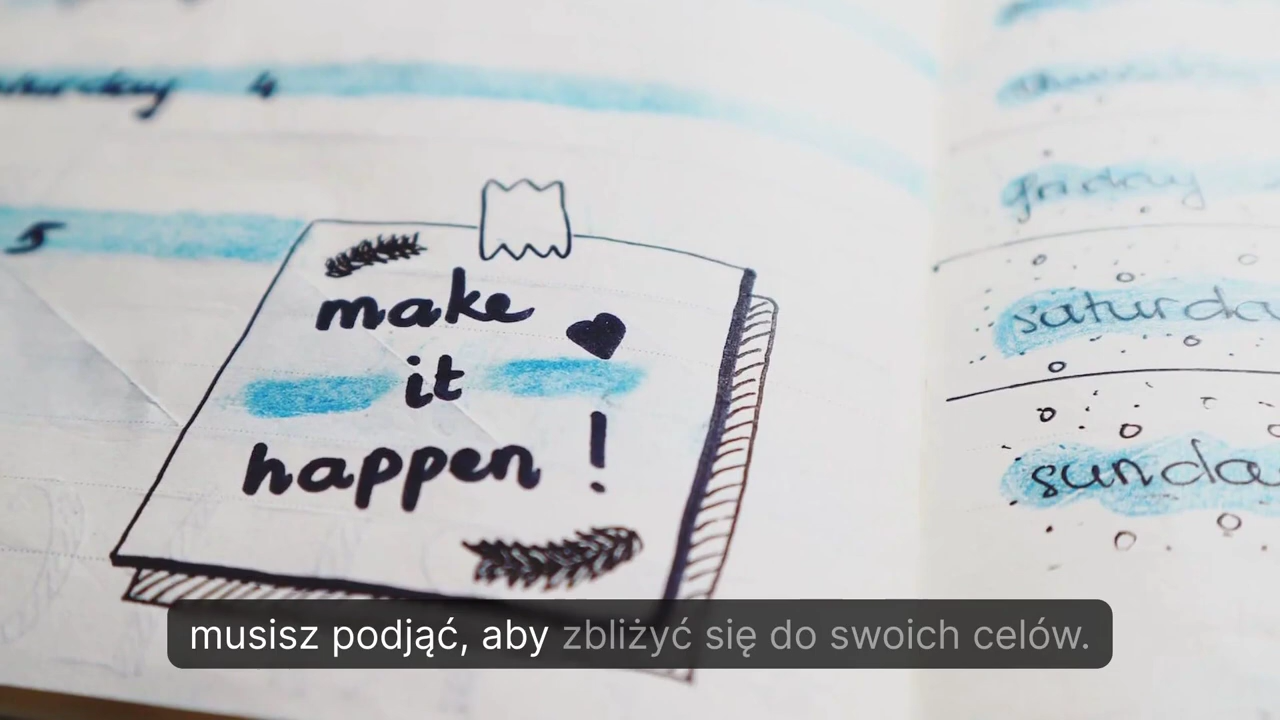 saturday 4
5
make
it
happen !
friday
saturda
sunda
musisz podjąć, aby zbliżyć się do swoich celów.